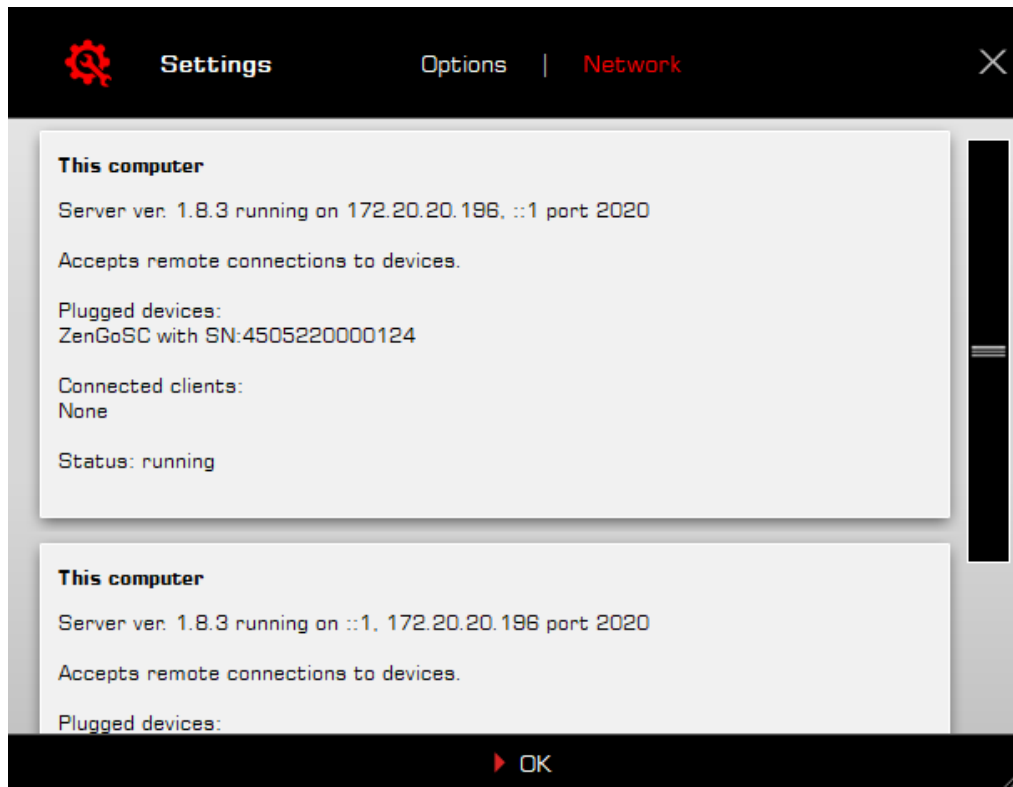 Settings
Options | Network
This computer
Server ver. 1.8.3 running on 172.20.20.196, ::1 port 2020
Accepts remote connections to devices.
Plugged devices:
ZenGoSC with SN:4505220000124
Connected clients:
None
Status: running
This computer
Server ver. 1.8.3 running on ::1, 172.20.20.196 port 2020
Accepts remote connections to devices.
Plugged devices:
OK